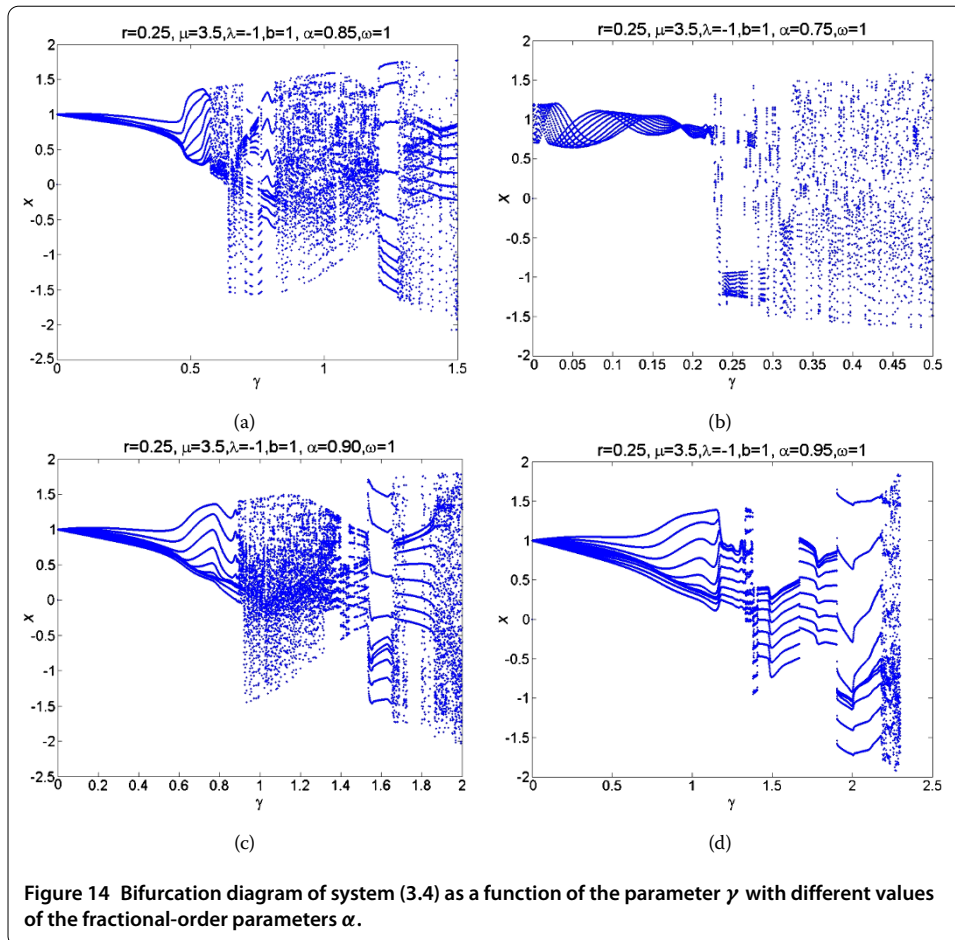 r=0.25, μ=3.5,λ=-1,b=1, α=0.85,ω=1
2
1.5
1
0.5
0
-0.5
-1
-1.5
-2
-2.5
x
0 0.5 1 1.5
γ
(a)
r=0.25, μ=3.5,λ=-1,b=1, α=0.75,ω=1
2
1.5
1
0.5
0
-0.5
-1
-1.5
-2
x
0 0.05 0.1 0.15 0.2 0.25 0.3 0.35 0.4 0.45 0.5
γ
(b)
r=0.25, μ=3.5,λ=-1,b=1, α=0.90,ω=1
2
1.5
1
0.5
0
-0.5
-1
-1.5
-2
-2.5
x
0 0.2 0.4 0.6 0.8 1 1.2 1.4 1.6 1.8 2
γ
(c)
r=0.25, μ=3.5,λ=-1,b=1, α=0.95,ω=1
2
1.5
1
0.5
0
-0.5
-1
-1.5
-2
x
0 0.5 1 1.5 2 2.5
γ
(d)
Figure 14 Bifurcation diagram of system (3.4) as a function of the parameter γ with different values
of the fractional-order parameters α.